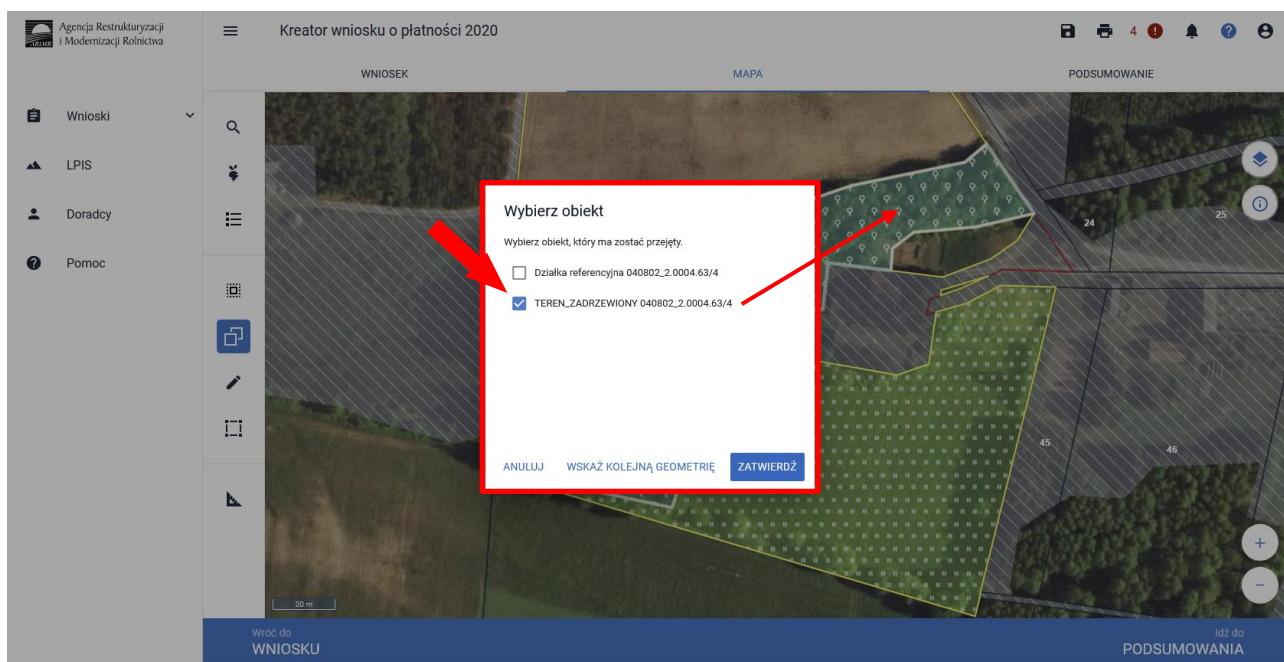 Agencja Restrukturyzacji
i Modernizacji Rolnictwa
ARiMR
Kreator wniosku o płatności 2020
4
WNIOSEK
MAPA
PODSUMOWANIE
Wnioski
LPIS
Doradcy
Pomoc
Wybierz obiekt
Wybierz obiekt, który ma zostać przejęty.
Działka referencyjna 040802_2.0004.63/4
TEREN_ZADRZEWIONY 040802_2.0004.63/4
ANULUJ
WSKAŻ KOLEJNĄ GEOMETRIĘ
ZATWIERDŹ
24
25
45
46
20 m
Wróć do
WNIOSKU
Idź do
PODSUMOWANIA